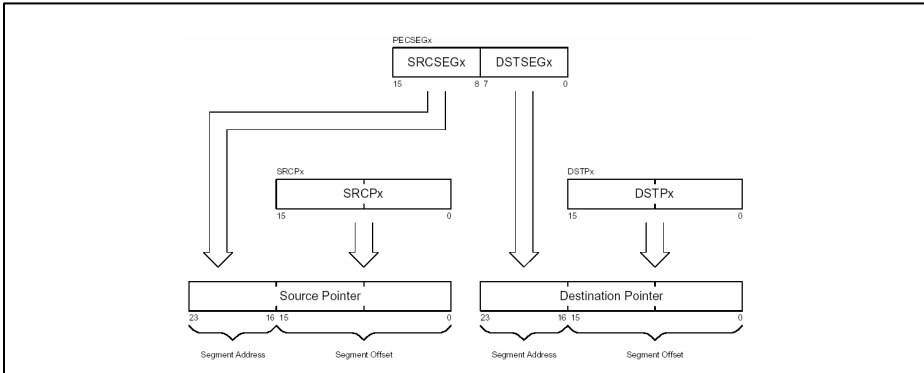 PECSEGx
SRCSEGx DSTSEGx
15 8 7 0
SRCPx DSTPx
SRCPx DSTPx
15 0 15 0
Source Pointer Destination Pointer
23 16 15 0 23 16 15 0
Segment Address Segment Offset Segment Address Segment Offset